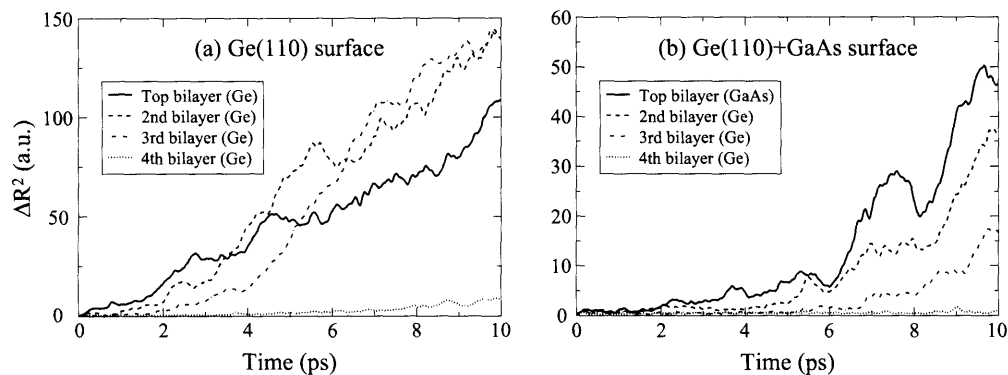 (a) Ge(110) surface
Top bilayer (Ge)
2nd bilayer (Ge)
3rd bilayer (Ge)
4th bilayer (Ge)
150
100
50
0
ΔR² (a.u.)
0 2 4 6 8 10
Time (ps)
(b) Ge(110)+GaAs surface
Top bilayer (GaAs)
2nd bilayer (Ge)
3rd bilayer (Ge)
4th bilayer (Ge)
60
50
40
30
20
10
0
0 2 4 6 8 10
Time (ps)